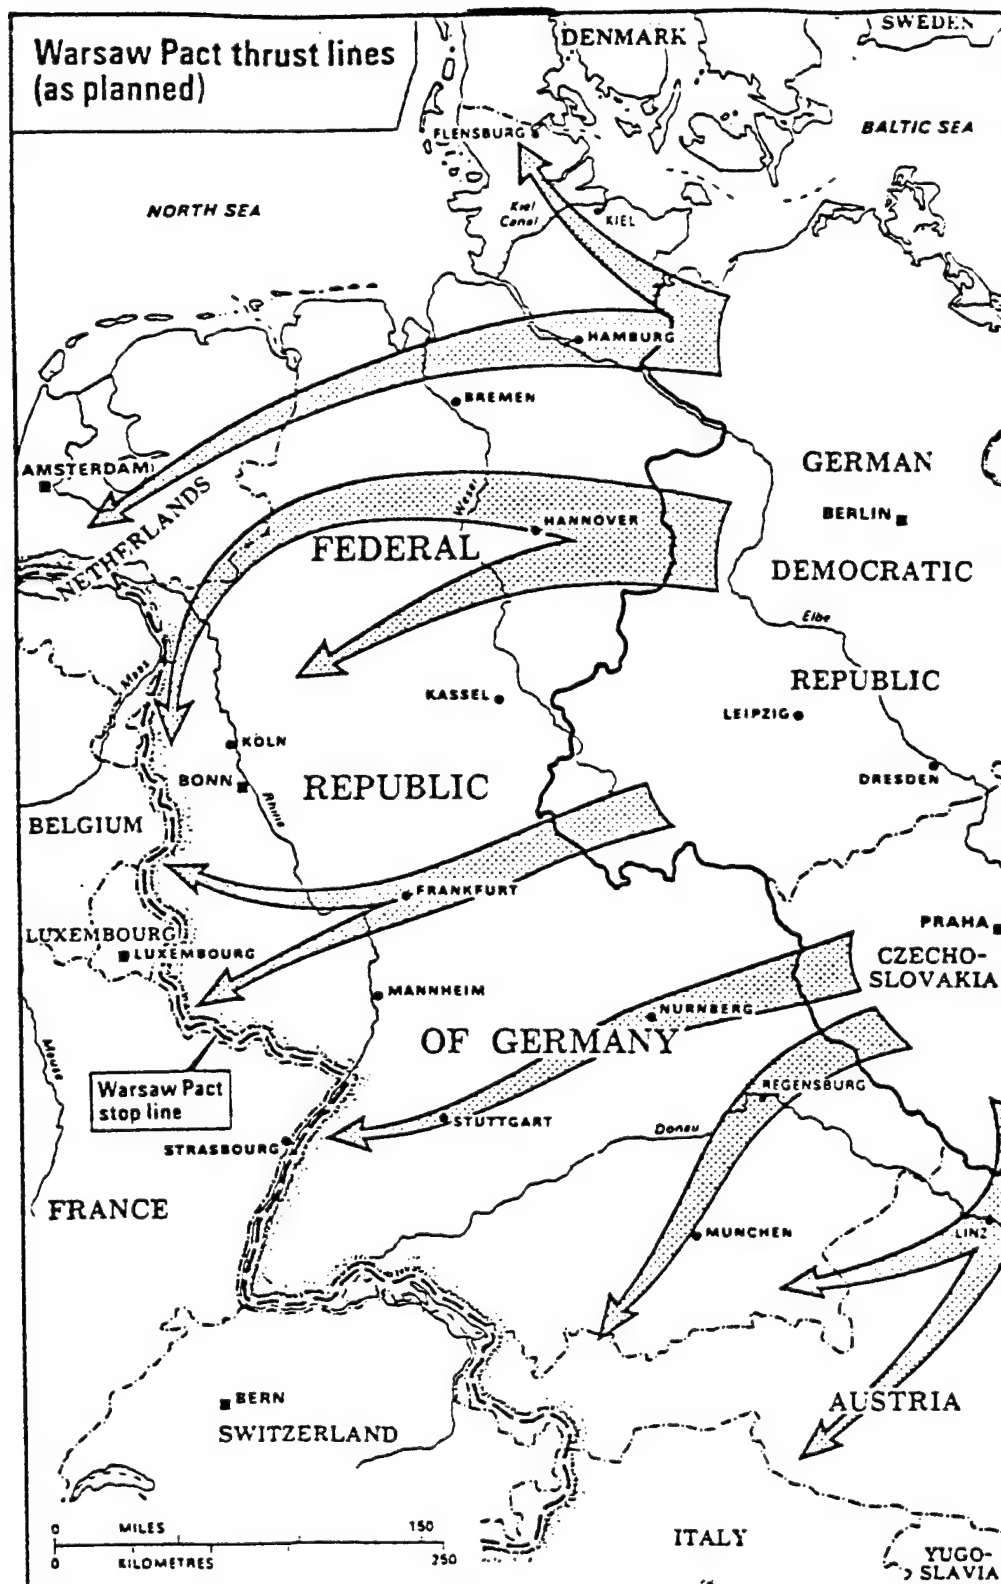 Warsaw Pact thrust lines
(as planned)
SWEDEN
DENMARK
FLENSBURG
BALTIC SEA
NORTH SEA
Kiel
Canal
KIEL
HAMBURG
BREMEN
AMSTERDAM
GERMAN
NETHERLANDS
Weser
HANNOVER
BERLIN
FEDERAL
DEMOCRATIC
Elbe
Maas
KASSEL
REPUBLIC
LEIPZIG
KÖLN
BONN
REPUBLIC
DRESDEN
Rhine
BELGIUM
FRANKFURT
PRAHA
LUXEMBOURG
LUXEMBOURG
CZECHO-
SLOVAKIA
MANNHEIM
NURNBERG
OF GERMANY
Meuse
Warsaw Pact
stop line
REGENSBURG
STUTTGART
Donau
STRASBOURG
FRANCE
MUNCHEN
LINZ
BERN
AUSTRIA
SWITZERLAND
0 MILES 150
0 KILOMETRES 250
ITALY
YUGO-
SLAVIA